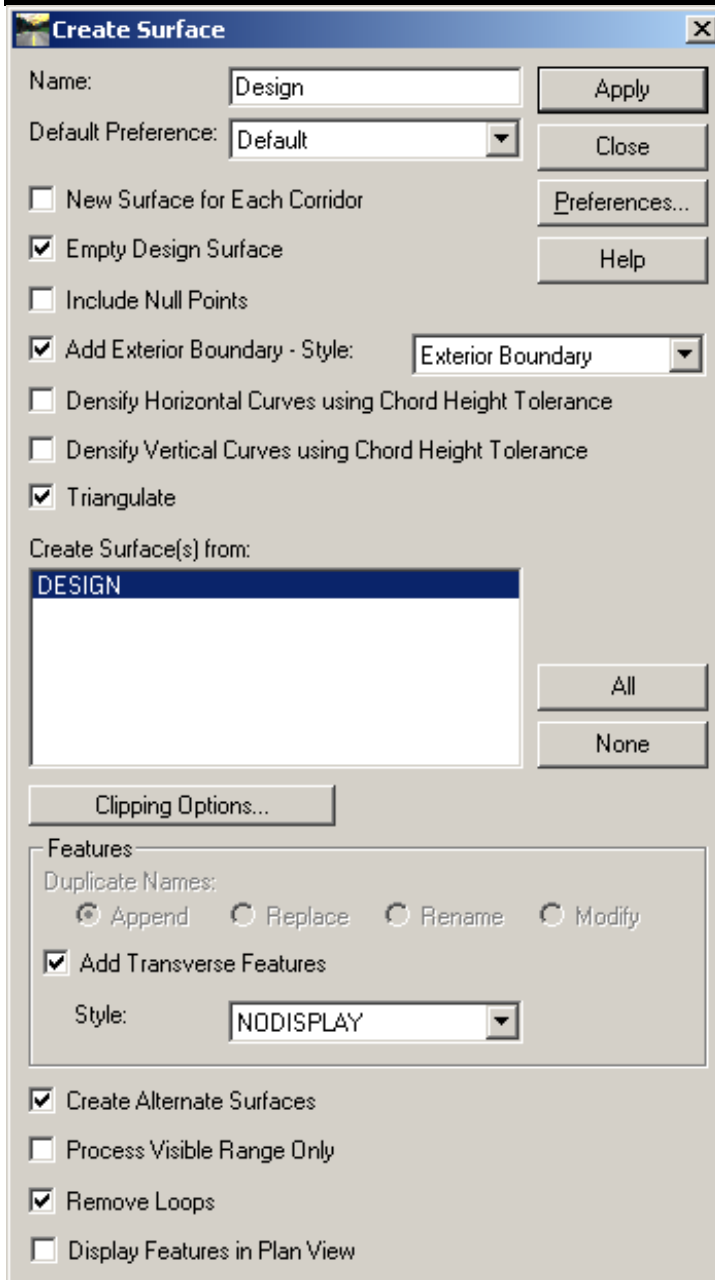 Create Surface
Name: Design Apply
Default Preference: Default Close
New Surface for Each Corridor Preferences...
Empty Design Surface Help
Include Null Points
Add Exterior Boundary - Style: Exterior Boundary
Densify Horizontal Curves using Chord Height Tolerance
Densify Vertical Curves using Chord Height Tolerance
Triangulate
Create Surface(s) from:
DESIGN
All
None
Clipping Options...
Features
Duplicate Names:
Append Replace Rename Modify
Add Transverse Features
Style: NODISPLAY
Create Alternate Surfaces
Process Visible Range Only
Remove Loops
Display Features in Plan View